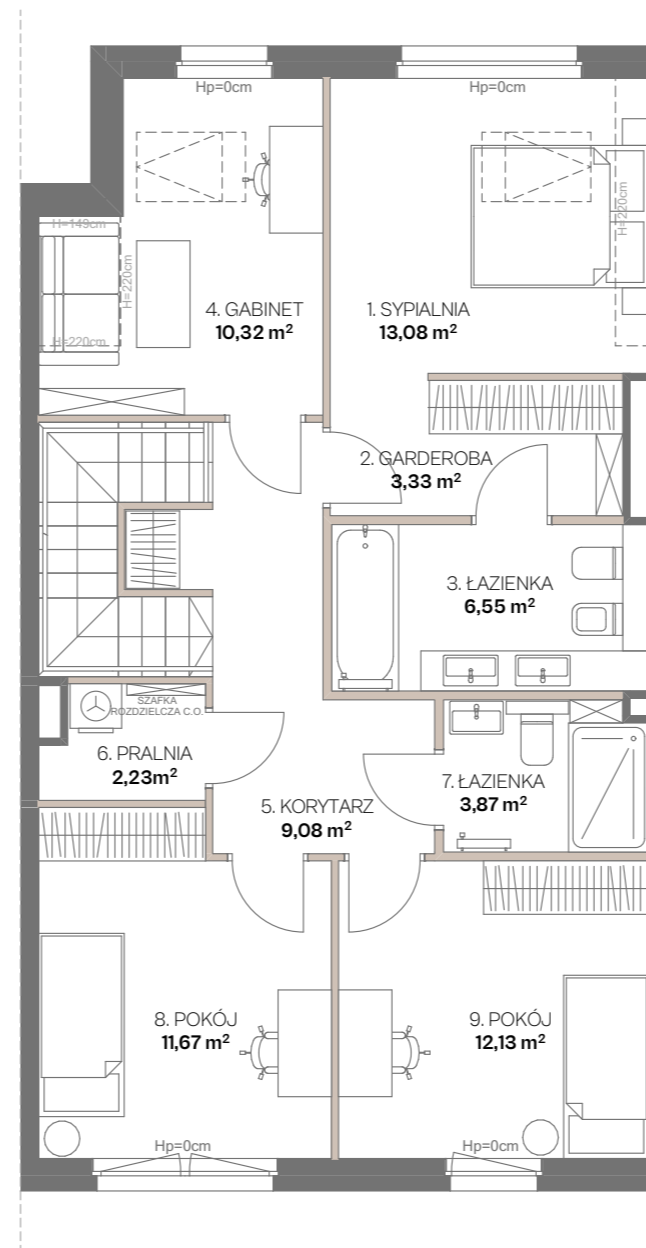 Hp=0cm
Hp=0cm
H=149cm
H=220cm
H=220cm
H=220cm
4. GABINET
10,32 m²
1. SYPIALNIA
13,08 m²
2. GARDEROBA
3,33 m²
3. ŁAZIENKA
6,55 m²
SZAFKA
ROZDZIELCZA C.O.
6. PRALNIA
2,23m²
7. ŁAZIENKA
3,87 m²
5. KORYTARZ
9,08 m²
8. POKÓJ
11,67 m²
9. POKÓJ
12,13 m²
Hp=0cm
Hp=0cm